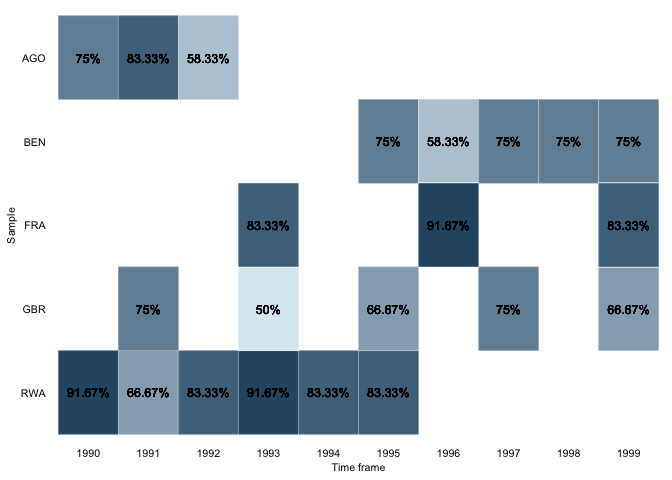 AGO 75% 83.33% 58.33%
BEN 75% 58.33% 75% 75% 75%
Sample
FRA 83.33% 91.67% 83.33%
GBR 75% 50% 66.67% 75% 66.67%
RWA 91.67% 66.67% 83.33% 91.67% 83.33% 83.33%
1990 1991 1992 1993 1994 1995 1996 1997 1998 1999
Time frame